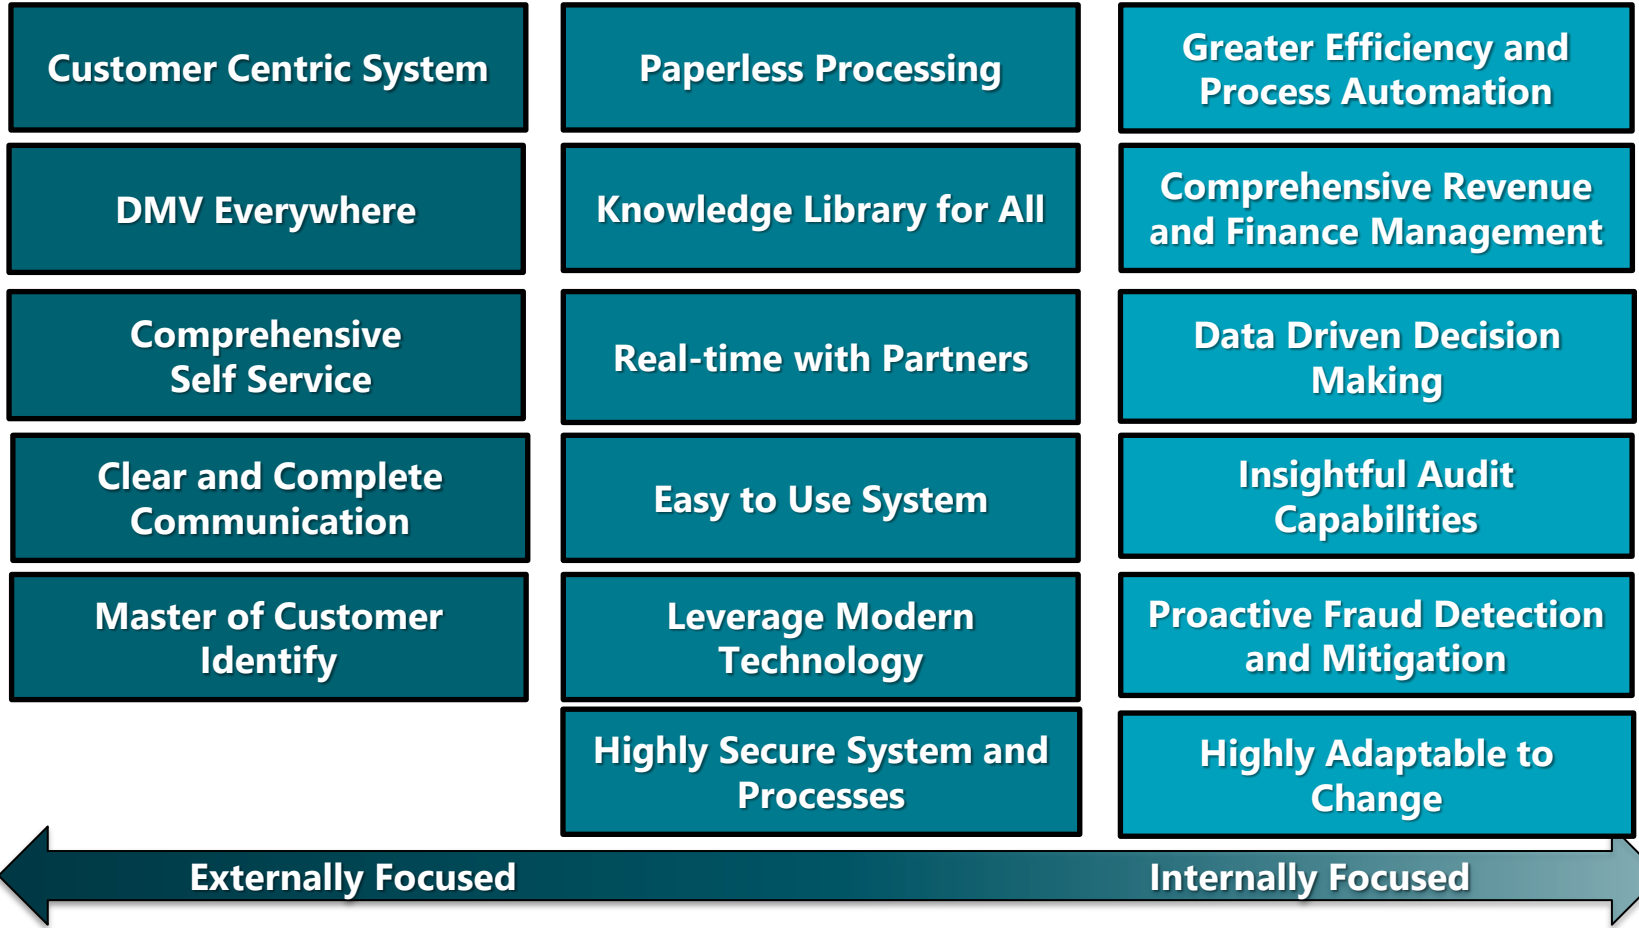 Customer Centric System
Paperless Processing
Greater Efficiency and
Process Automation
DMV Everywhere
Knowledge Library for All
Comprehensive Revenue
and Finance Management
Comprehensive
Self Service
Real-time with Partners
Data Driven Decision
Making
Clear and Complete
Communication
Easy to Use System
Insightful Audit
Capabilities
Master of Customer
Identify
Leverage Modern
Technology
Proactive Fraud Detection
and Mitigation
Highly Secure System and
Processes
Highly Adaptable to
Change
Externally Focused
Internally Focused